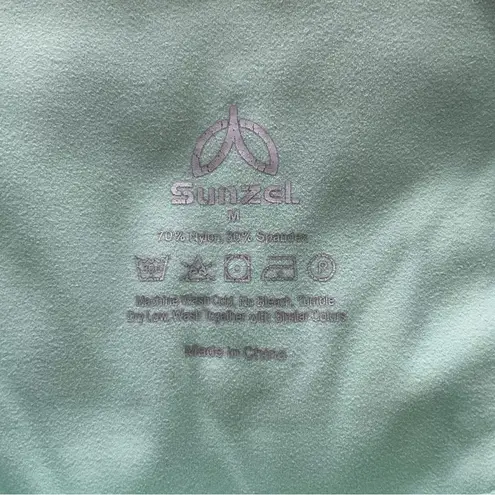 Sunzel
M
70% Nylon, 30% Spandex
P
Machine Wash Cold, No Bleach, Tumble
Dry Low, Wash Together with Similar Colors
Made in China